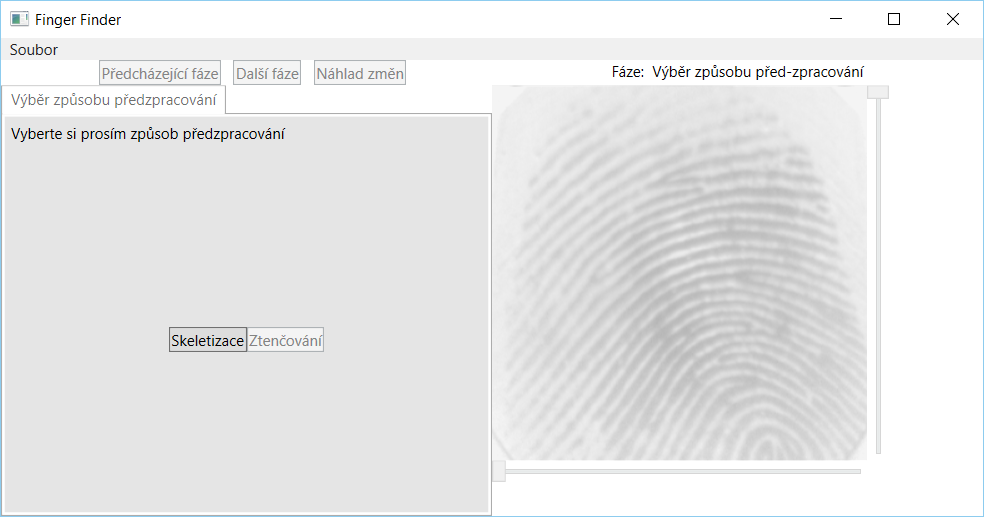 Finger Finder
Soubor
Předcházející fáze Další fáze Náhlad změn
Fáze: Výběr způsobu před-zpracování
Výběr způsobu předzpracování
Vyberte si prosím způsob předzpracování
Skeletizace Ztenčování